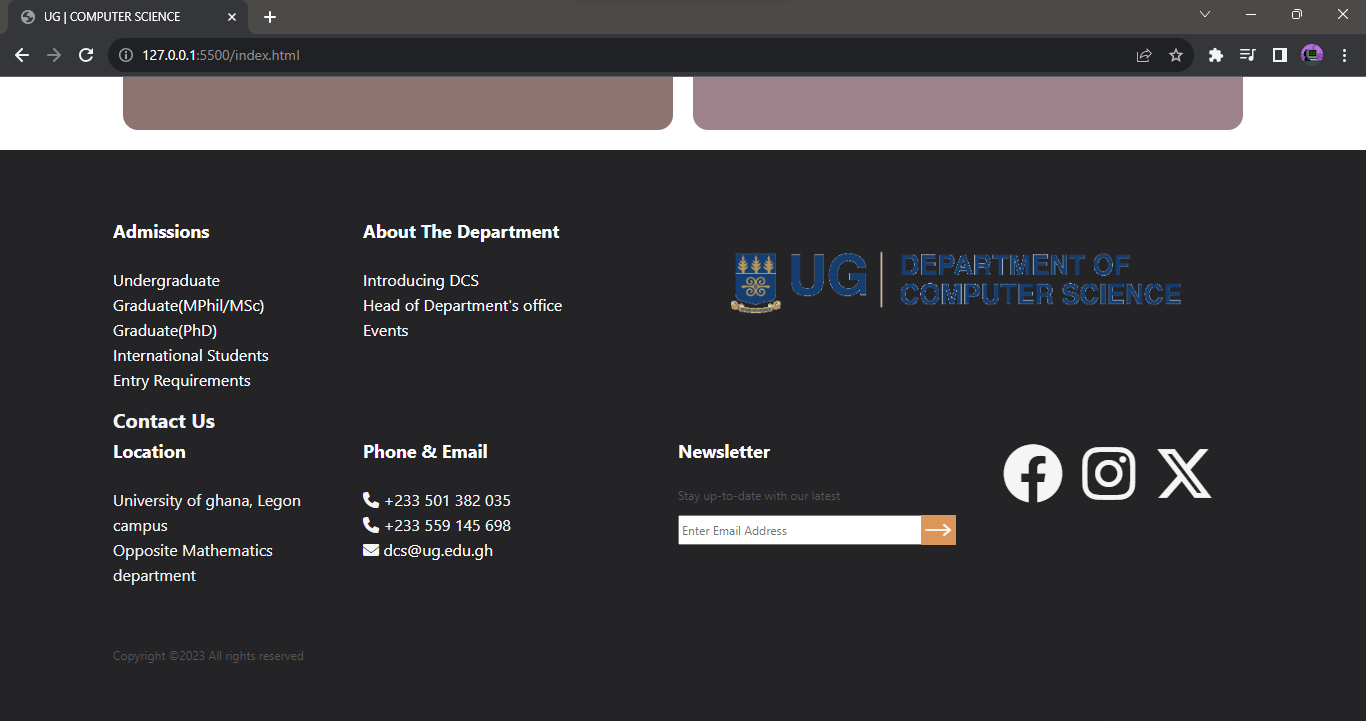 UG | COMPUTER SCIENCE
127.0.0.1:5500/index.html
Admissions
Undergraduate
Graduate(MPhil/MSc)
Graduate(PhD)
International Students
Entry Requirements
About The Department
Introducing DCS
Head of Department's office
Events
UG
DEPARTMENT OF
COMPUTER SCIENCE
Contact Us
Location
University of ghana, Legon
campus
Opposite Mathematics
department
Phone & Email
+233 501 382 035
+233 559 145 698
dcs@ug.edu.gh
Newsletter
Stay up-to-date with our latest
Enter Email Address
Copyright ©2023 All rights reserved